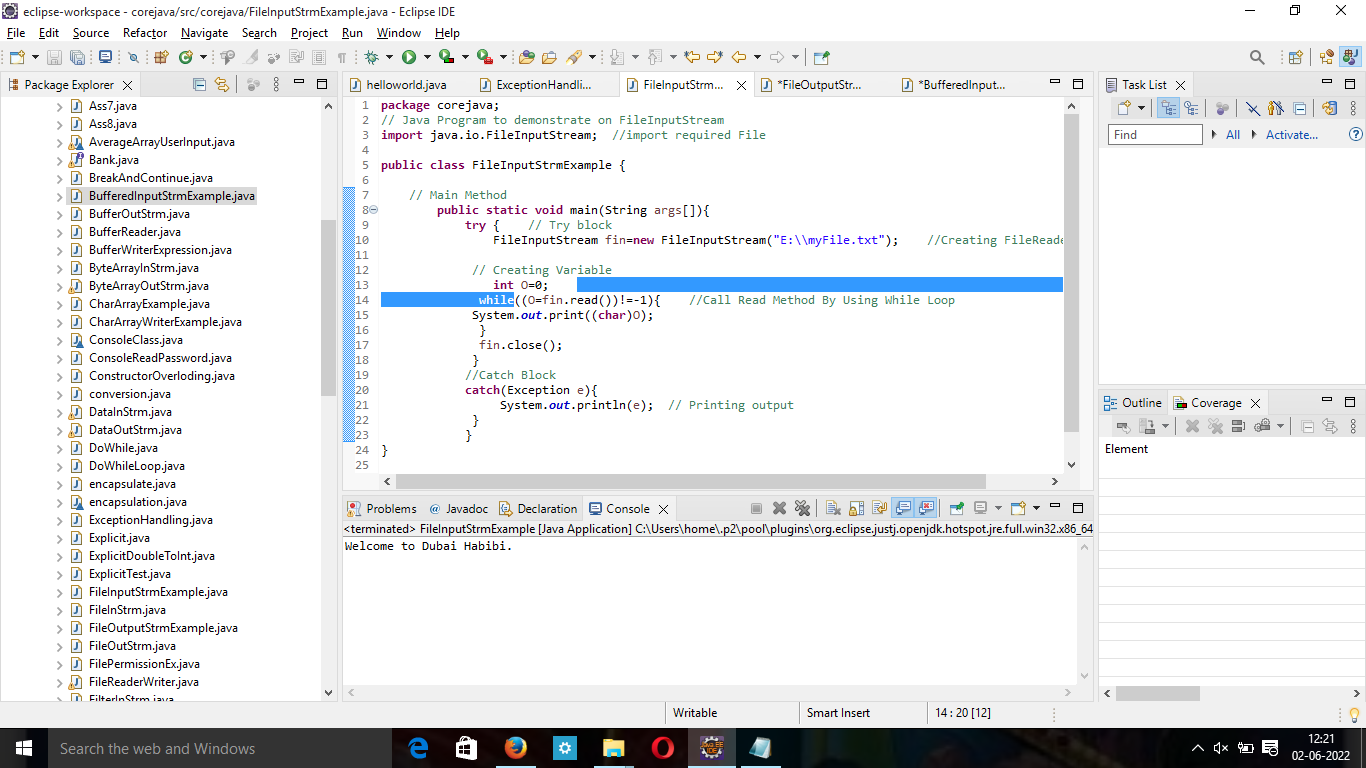 eclipse-workspace - corejava/src/corejava/FileInputStrmExample.java - Eclipse IDE
File Edit Source Refactor Navigate Search Project Run Window Help
Package Explorer
Ass7.java
Ass8.java
AverageArrayUserInput.java
Bank.java
BreakAndContinue.java
BufferedInputStrmExample.java
BufferOutStrm.java
BufferReader.java
BufferWriterExpression.java
ByteArrayInStrm.java
ByteArrayOutStrm.java
CharArrayExample.java
CharArrayWriterExample.java
ConsoleClass.java
ConsoleReadPassword.java
ConstructorOverloding.java
conversion.java
DataInStrm.java
DataOutStrm.java
DoWhile.java
DoWhileLoop.java
encapsulate.java
encapsulation.java
ExceptionHandling.java
Explicit.java
ExplicitDoubleToInt.java
ExplicitTest.java
FileInputStrmExample.java
FileInStrm.java
FileOutputStrmExample.java
FileOutStrm.java
FilePermissionEx.java
FileReaderWriter.java
FilterInStrm.java
helloworld.java ExceptionHandli... FileInputStrm... *FileOutputStr... *BufferedInput...
1 package corejava;
2 // Java Program to demonstrate on FileInputStream
3 import java.io.FileInputStream; //import required File
4
5 public class FileInputStrmExample {
6
7 // Main Method
8 public static void main(String args[]){
9 try { // Try block
10 FileInputStream fin=new FileInputStream("E:\\myFile.txt"); //Creating FileReade
11
12 // Creating Variable
13 int O=0;
14 while((O=fin.read())!=-1){ //Call Read Method By Using While Loop
15 System.out.print((char)O);
16 }
17 fin.close();
18 }
19 //Catch Block
20 catch(Exception e){
21 System.out.println(e); // Printing output
22 }
23 }
24 }
25
Problems Javadoc Declaration Console
<terminated> FileInputStrmExample [Java Application] C:\Users\home\.p2\pool\plugins\org.eclipse.justj.openjdk.hotspot.jre.full.win32.x86_64
Welcome to Dubai Habibi.
Task List
Find All Activate...
Outline Coverage
Element
Writable Smart Insert 14 : 20 [12]
Search the web and Windows
12:21
02-06-2022